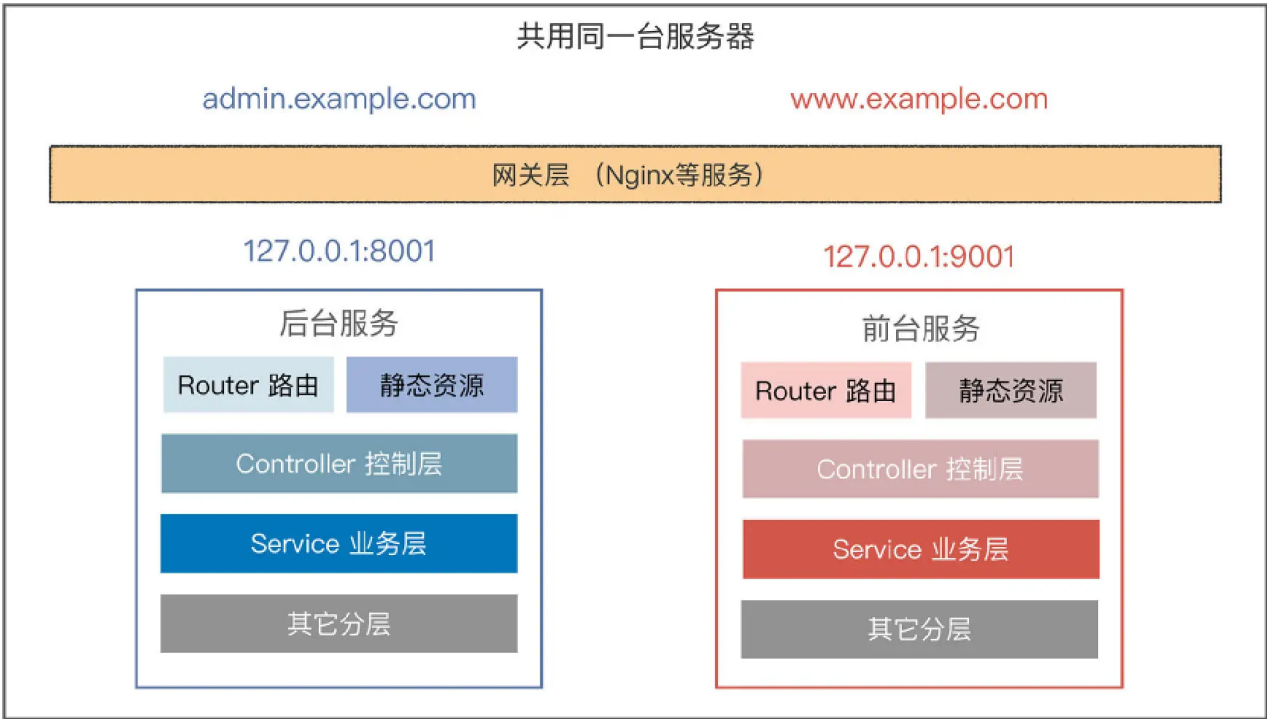 共用同一台服务器
admin.example.com
www.example.com
网关层 （Nginx等服务）
127.0.0.1:8001
后台服务
Router 路由
静态资源
Controller 控制层
Service 业务层
其它分层
127.0.0.1:9001
前台服务
Router 路由
静态资源
Controller 控制层
Service 业务层
其它分层